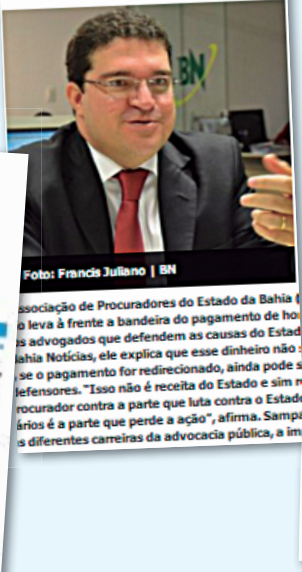 BN
Foto: Francis Juliano | BN
ssociação de Procuradores do Estado da Bahia (
o leva à frente a bandeira do pagamento de ho
s advogados que defendem as causas do Estad
ahia Notícias, ele explica que esse dinheiro não
, se o pagamento for redirecionado, ainda pode s
defensores. "Isso não é receita do Estado e sim r
rocurador contra a parte que luta contra o Estado
ários é a parte que perde a ação", afirma. Sampa
s diferentes carreiras da advocacia pública, a im